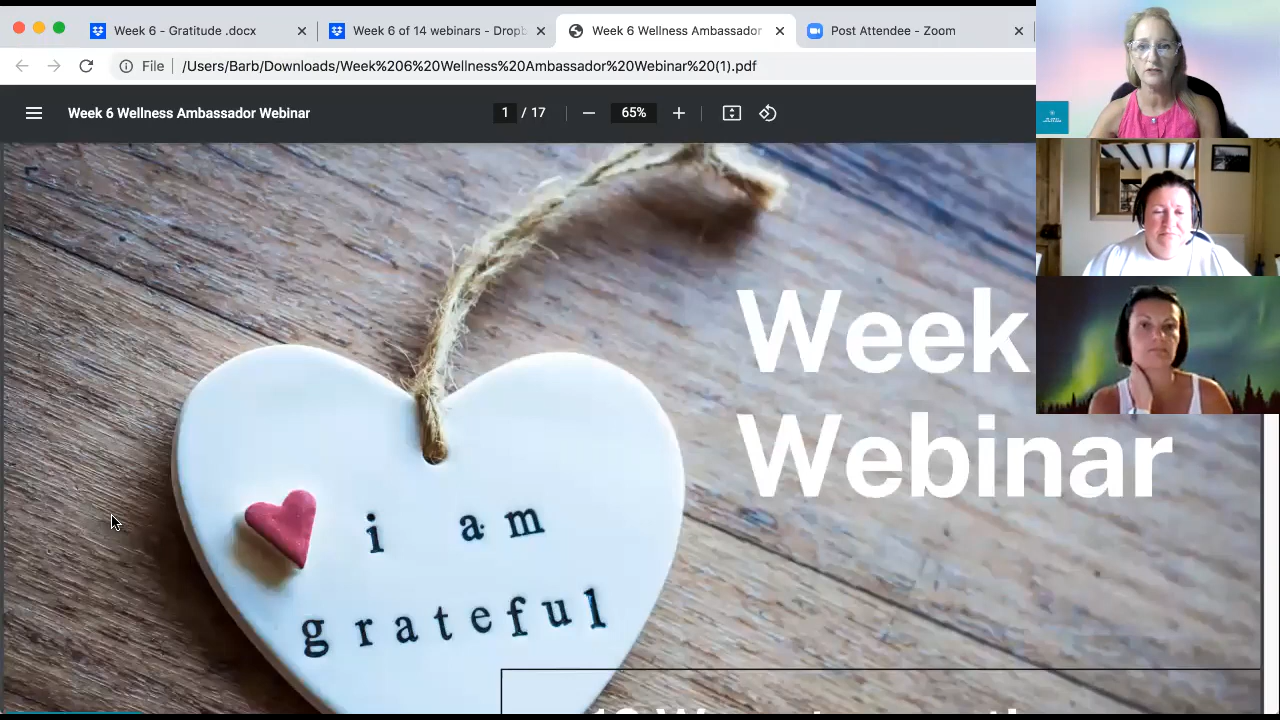 Week 6 - Gratitude .docx
Week 6 of 14 webinars - Dropb
Week 6 Wellness Ambassador
Post Attendee - Zoom
File
/Users/Barb/Downloads/Week%206%20Wellness%20Ambassador%20Webinar%20(1).pdf
Week 6 Wellness Ambassador Webinar
1 / 17
65%
Week
Webinar
i am
grateful